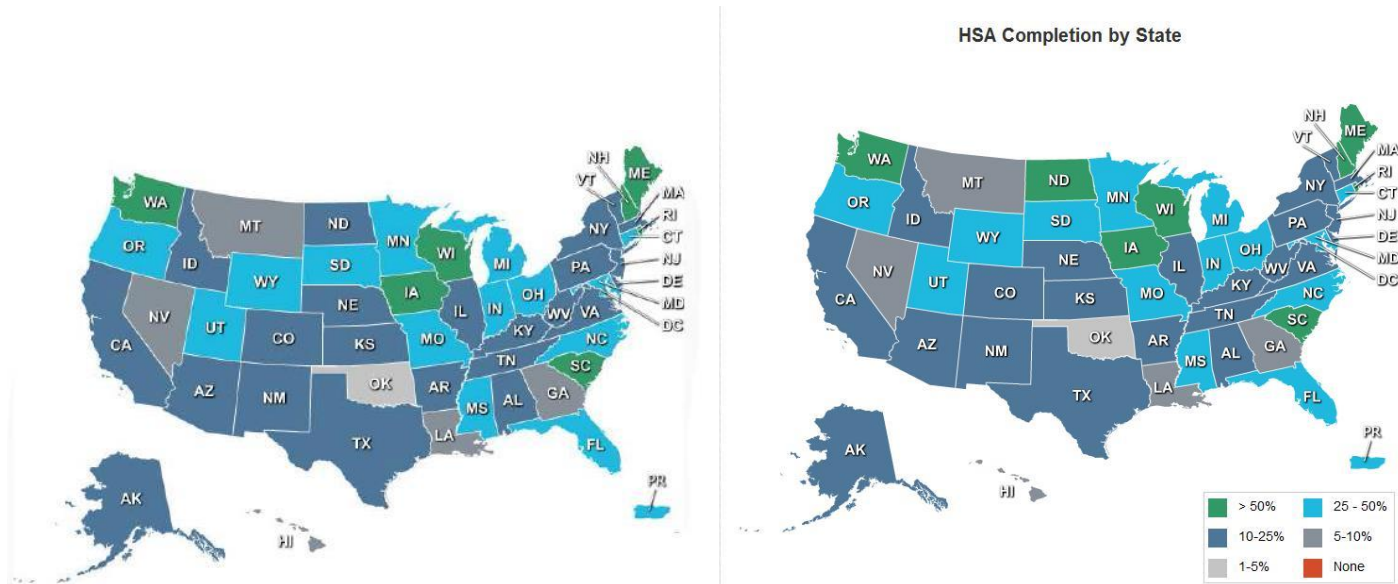 NH
VT
ME
MA
RI
CT
NJ
DE
MD
DC
WA
MT
ND
OR
ID
MN
WI
MI
NY
SD
WY
PA
IA
NE
NV
UT
IL
IN
OH
WV
VA
CA
CO
KS
MO
KY
NC
TN
SC
AZ
NM
OK
AR
MS
AL
GA
TX
LA
FL
AK
HI
PR
HSA Completion by State
NH
VT
ME
MA
RI
CT
NJ
DE
MD
DC
WA
MT
ND
OR
ID
MN
WI
MI
NY
SD
WY
PA
IA
NE
NV
UT
IL
IN
OH
WV
VA
CA
CO
KS
MO
KY
NC
TN
SC
AZ
NM
OK
AR
MS
AL
GA
TX
LA
FL
AK
HI
PR
> 50%
25 - 50%
10-25%
5-10%
1-5%
None